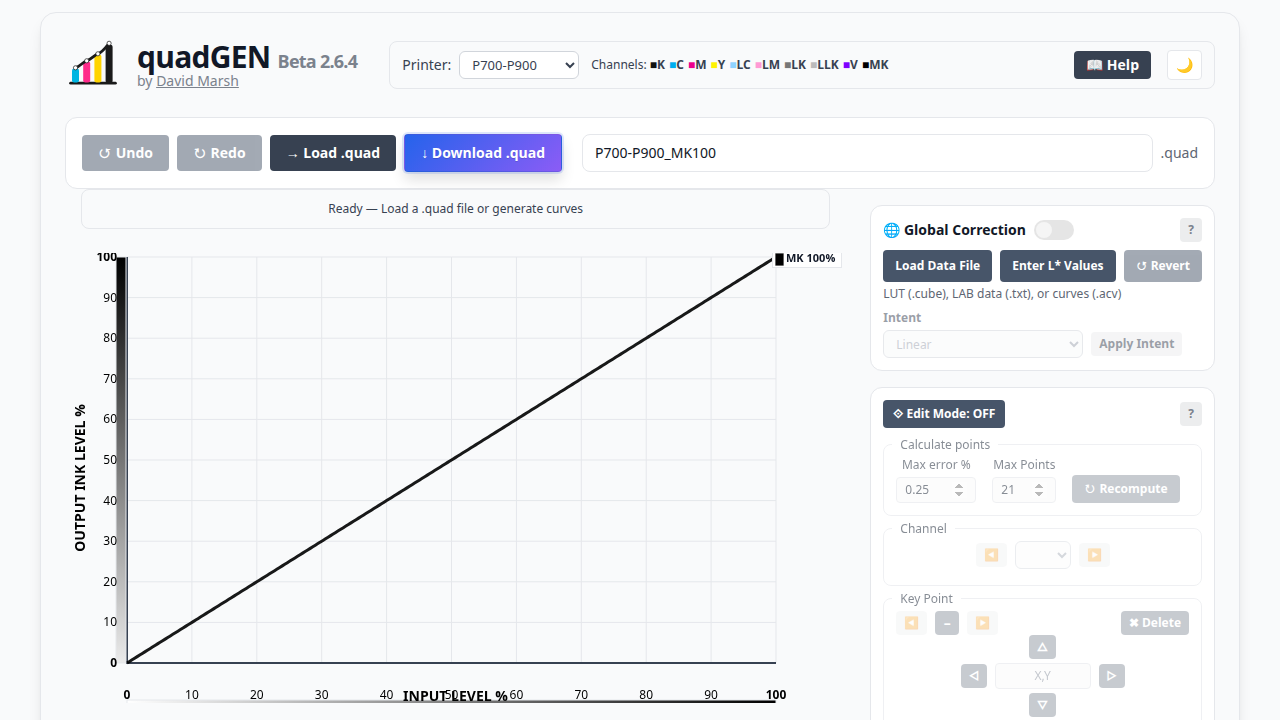 quadGEN Beta 2.6.4
by David Marsh
Printer: P700-P900 Channels: K C M Y LC LM LK LLK V MK
📖 Help
🌙
↺ Undo ↻ Redo → Load .quad ↓ Download .quad P700-P900_MK100 .quad
Ready — Load a .quad file or generate curves
100
90
80
70
60
50
40
30
20
10
0
OUTPUT INK LEVEL %
MK 100%
0 10 20 30 40 50 60 70 80 90 100
INPUT LEVEL %
🌐 Global Correction ?
Load Data File Enter L* Values ↺ Revert
LUT (.cube), LAB data (.txt), or curves (.acv)
Intent
Linear Apply Intent
⟐ Edit Mode: OFF ?
Calculate points
Max error % Max Points
0.25 21 ↻ Recompute
Channel
◀️ ▶️
Key Point
◀️ – ▶️ ✖ Delete
△
◁ X,Y ▷
▽